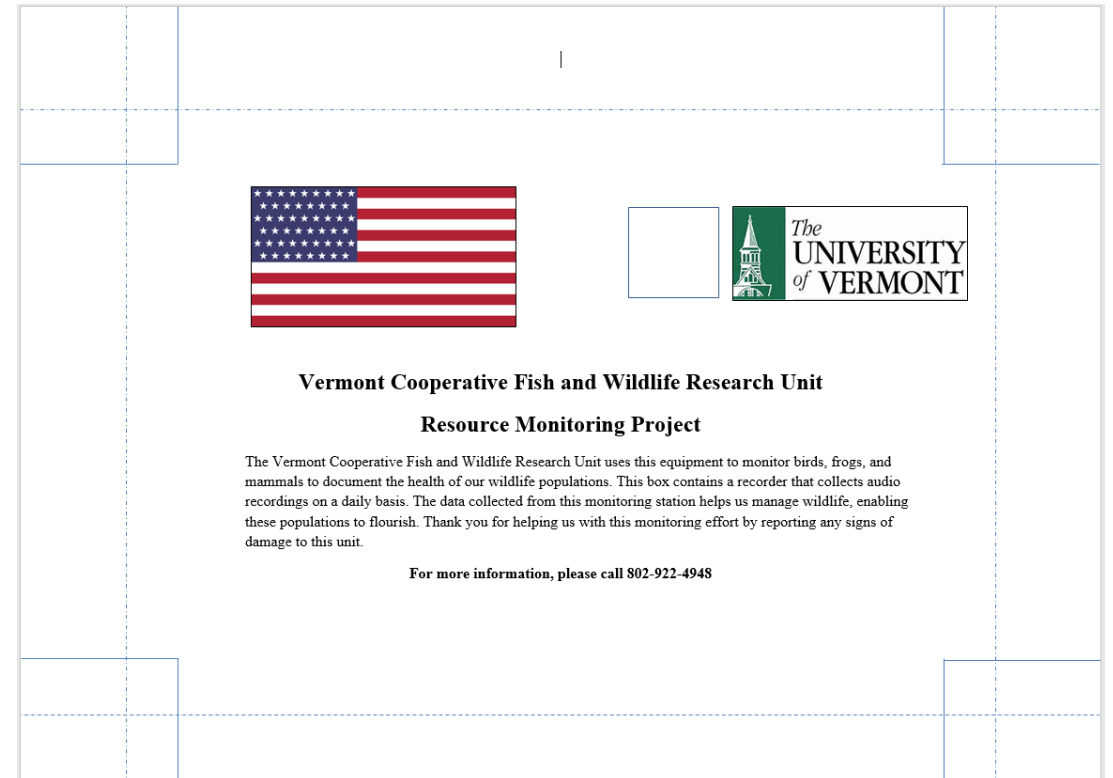 The
UNIVERSITY
of VERMONT
Vermont Cooperative Fish and Wildlife Research Unit
Resource Monitoring Project
The Vermont Cooperative Fish and Wildlife Research Unit uses this equipment to monitor birds, frogs, and
mammals to document the health of our wildlife populations. This box contains a recorder that collects audio
recordings on a daily basis. The data collected from this monitoring station helps us manage wildlife, enabling
these populations to flourish. Thank you for helping us with this monitoring effort by reporting any signs of
damage to this unit.
For more information, please call 802-922-4948